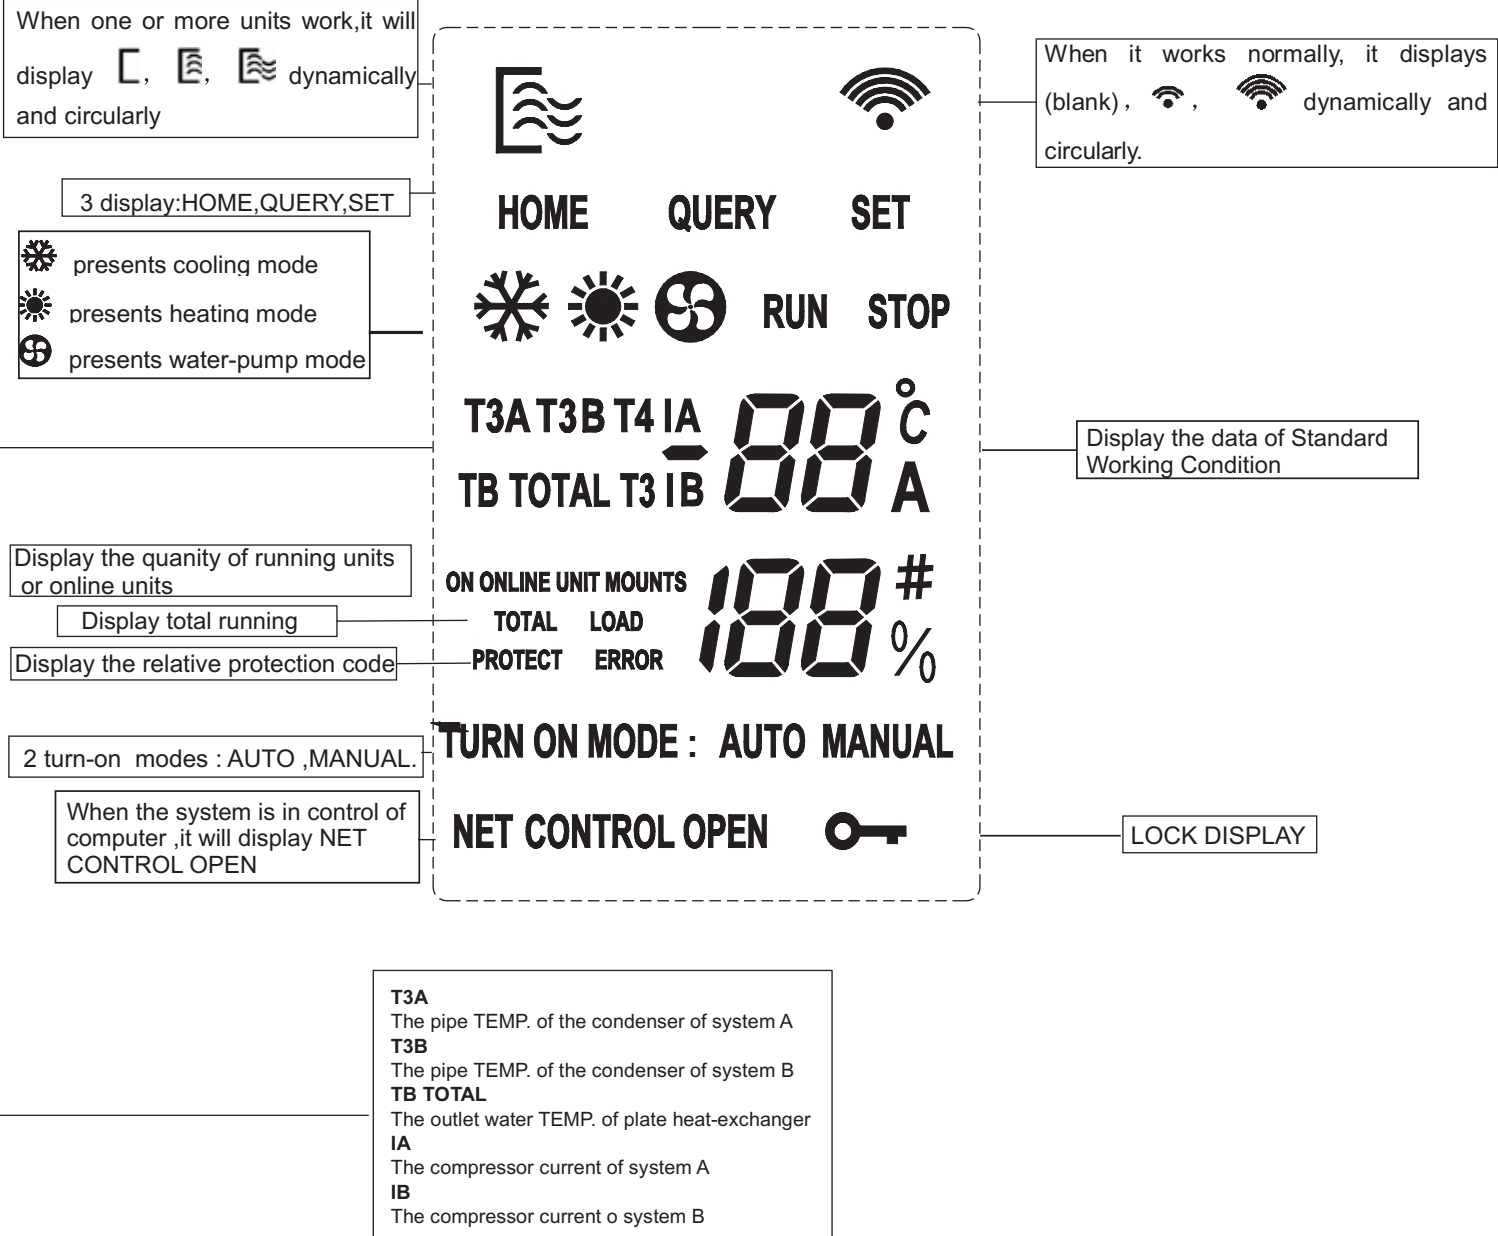 When one or more units work,it will
display , , dynamically
and circularly
When it works normally, it displays
(blank) , , dynamically and
circularly.
3 display:HOME,QUERY,SET
HOME QUERY SET
presents cooling mode
presents heating mode
presents water-pump mode
RUN STOP
T3A T3B T4 IA
88 °C
TB TOTAL T3 IB
A
Display the data of Standard
Working Condition
Display the quanity of running units
or online units
ON ONLINE UNIT MOUNTS
188 #
Display total running
TOTAL LOAD
%
Display the relative protection code
PROTECT ERROR
2 turn-on modes : AUTO ,MANUAL.
TURN ON MODE : AUTO MANUAL
When the system is in control of
computer ,it will display NET
CONTROL OPEN
NET CONTROL OPEN
LOCK DISPLAY
T3A
The pipe TEMP. of the condenser of system A
T3B
The pipe TEMP. of the condenser of system B
TB TOTAL
The outlet water TEMP. of plate heat-exchanger
IA
The compressor current of system A
IB
The compressor current o system B